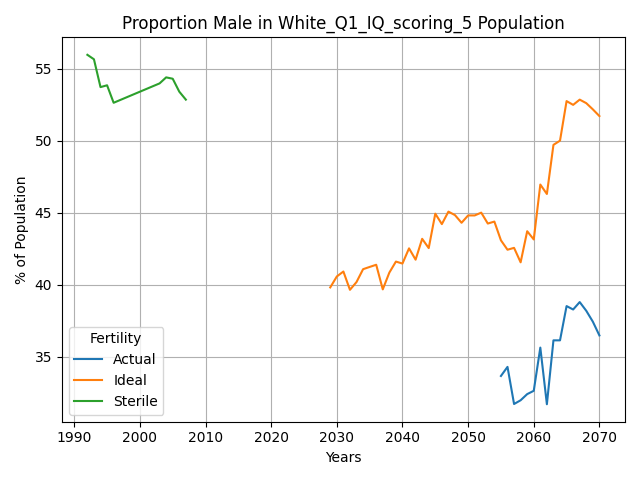 Proportion Male in White_Q1_IQ_scoring_5 Population
% of Population
55
50
45
40
35
Fertility
Actual
Ideal
Sterile
1990 2000 2010 2020 2030 2040 2050 2060 2070
Years